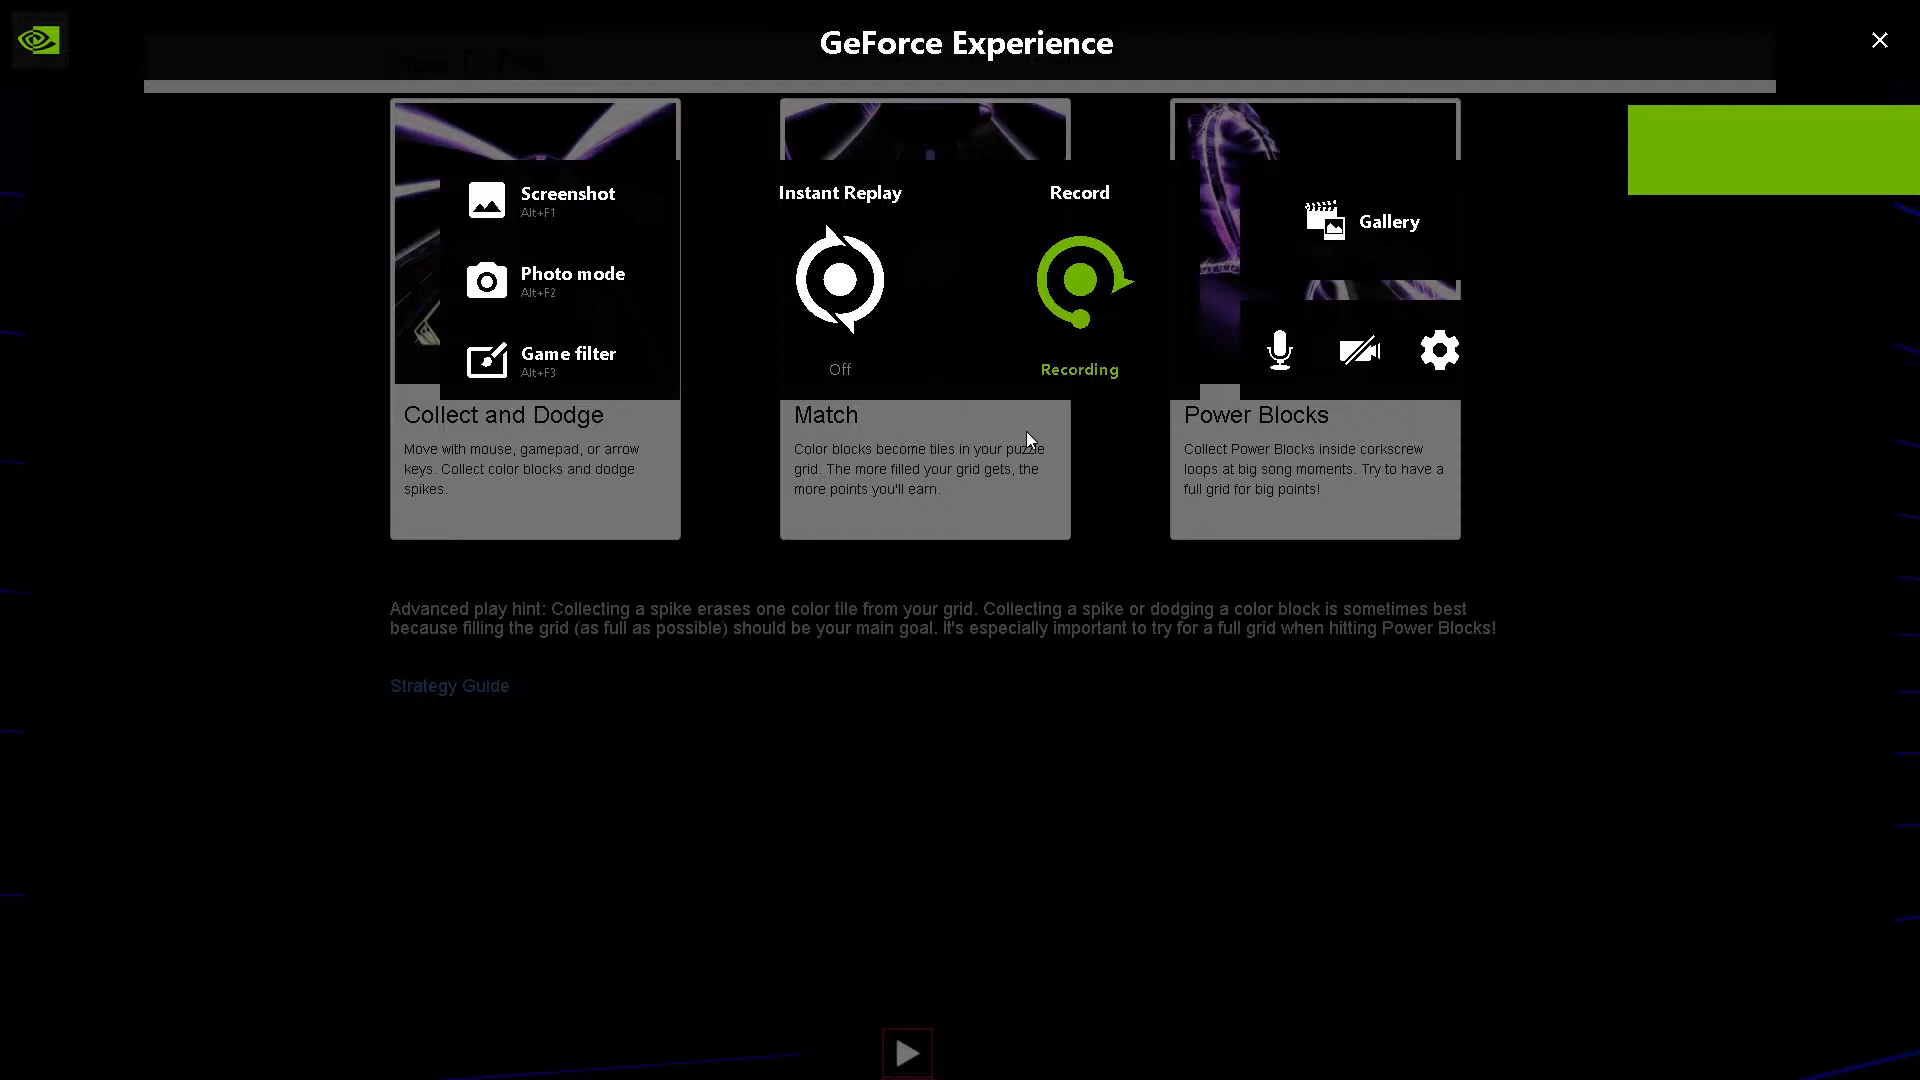 GeForce Experience
Screenshot
Alt+F1
Photo mode
Alt+F2
Game filter
Alt+F3
Instant Replay
Off
Record
Recording
Gallery
Collect and Dodge
Move with mouse, gamepad, or arrow
keys. Collect color blocks and dodge
spikes.
Match
Color blocks become tiles in your puzzle
grid. The more filled your grid gets, the
more points you'll earn.
Power Blocks
Collect Power Blocks inside corkscrew
loops at big song moments. Try to have a
full grid for big points!
Advanced play hint: Collecting a spike erases one color tile from your grid. Collecting a spike or dodging a color block is sometimes best
because filling the grid (as full as possible) should be your main goal. It's especially important to try for a full grid when hitting Power Blocks!
Strategy Guide